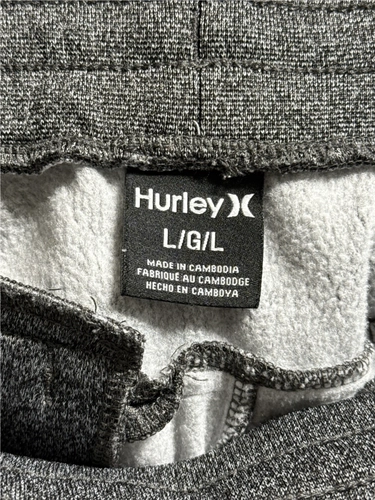 Hurley
L/G/L
MADE IN CAMBODIA
FABRIQUÉ AU CAMBODGE
HECHO EN CAMBOYA